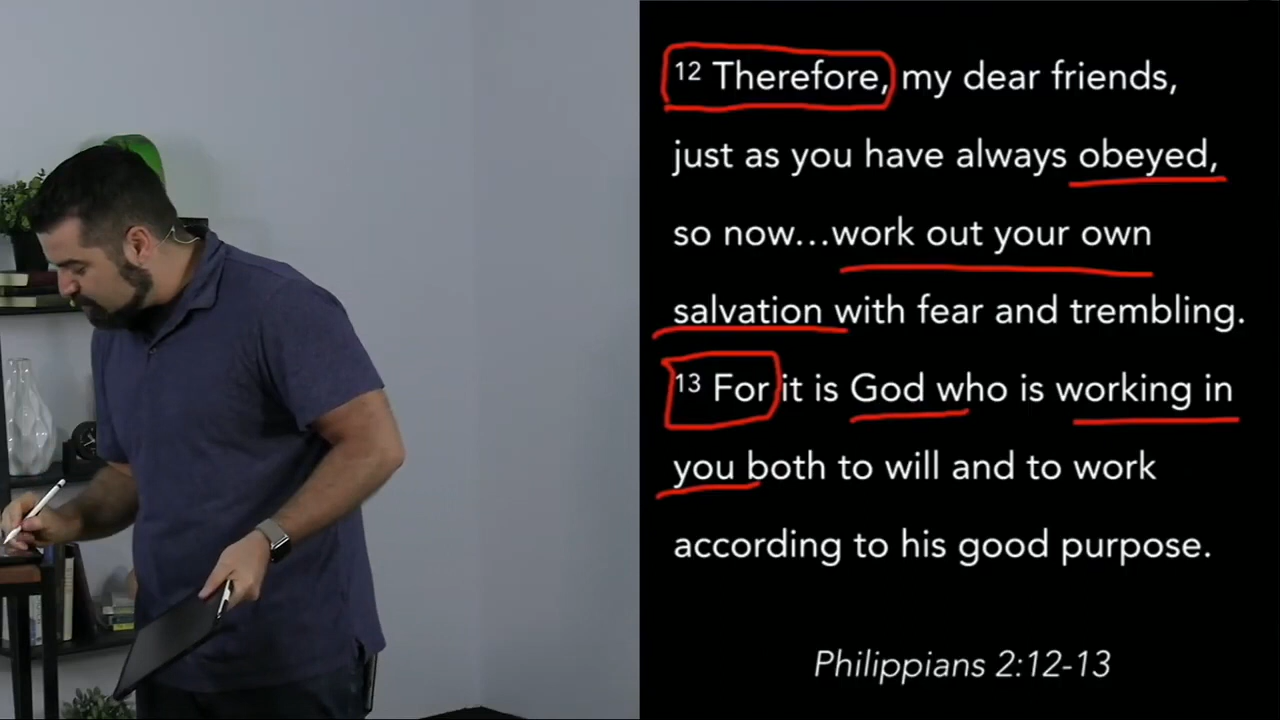 12 Therefore, my dear friends,
just as you have always obeyed,
so now...work out your own
salvation with fear and trembling.
13 For it is God who is working in
you both to will and to work
according to his good purpose.
Philippians 2:12-13